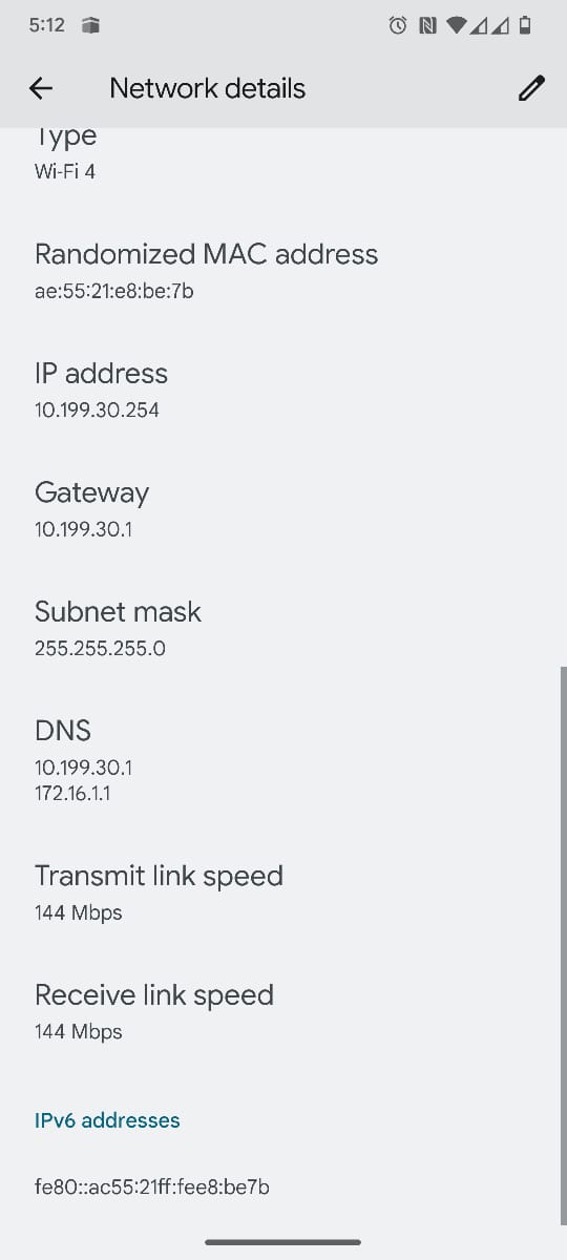 5:12
Network details
Type
Wi-Fi 4
Randomized MAC address
ae:55:21:e8:be:7b
IP address
10.199.30.254
Gateway
10.199.30.1
Subnet mask
255.255.255.0
DNS
10.199.30.1
172.16.1.1
Transmit link speed
144 Mbps
Receive link speed
144 Mbps
IPv6 addresses
fe80::ac55:21ff:fee8:be7b